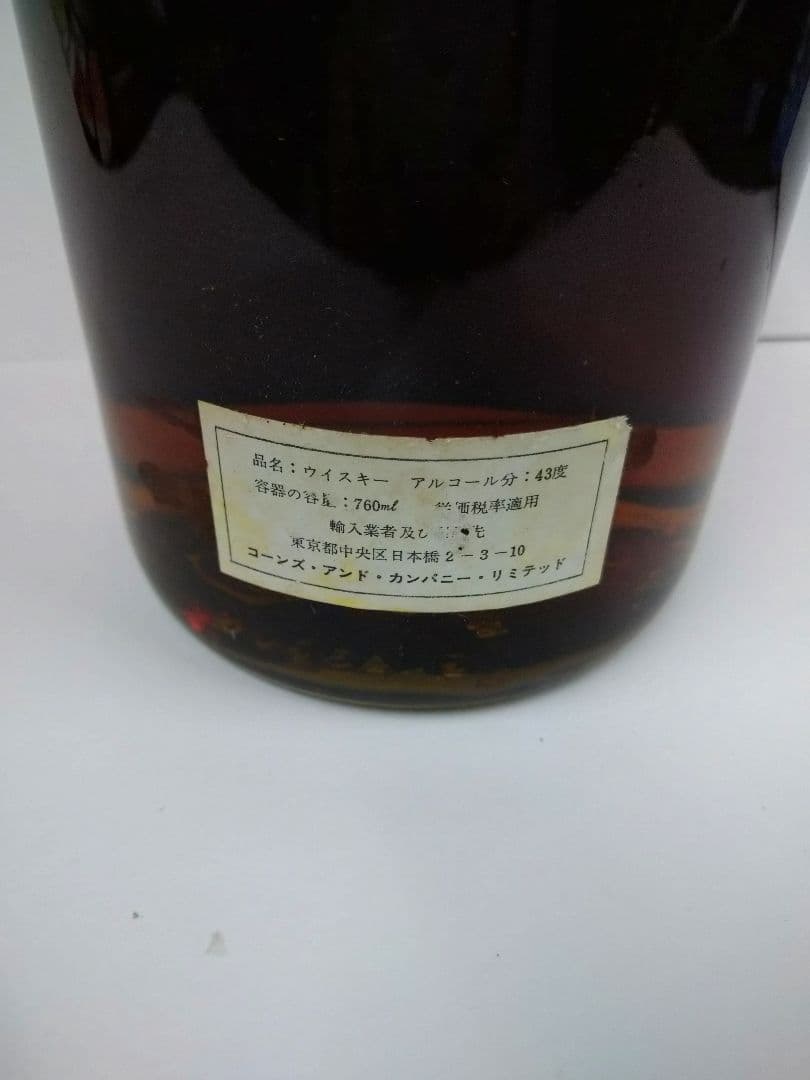 品名：ウイスキー アルコール分：43度
容器の容量：760ml 価税率適用
輸入業者及び 先
東京都中央区日本橋2-3-10
コーンズ・アンド・カンパニー・リミテッド